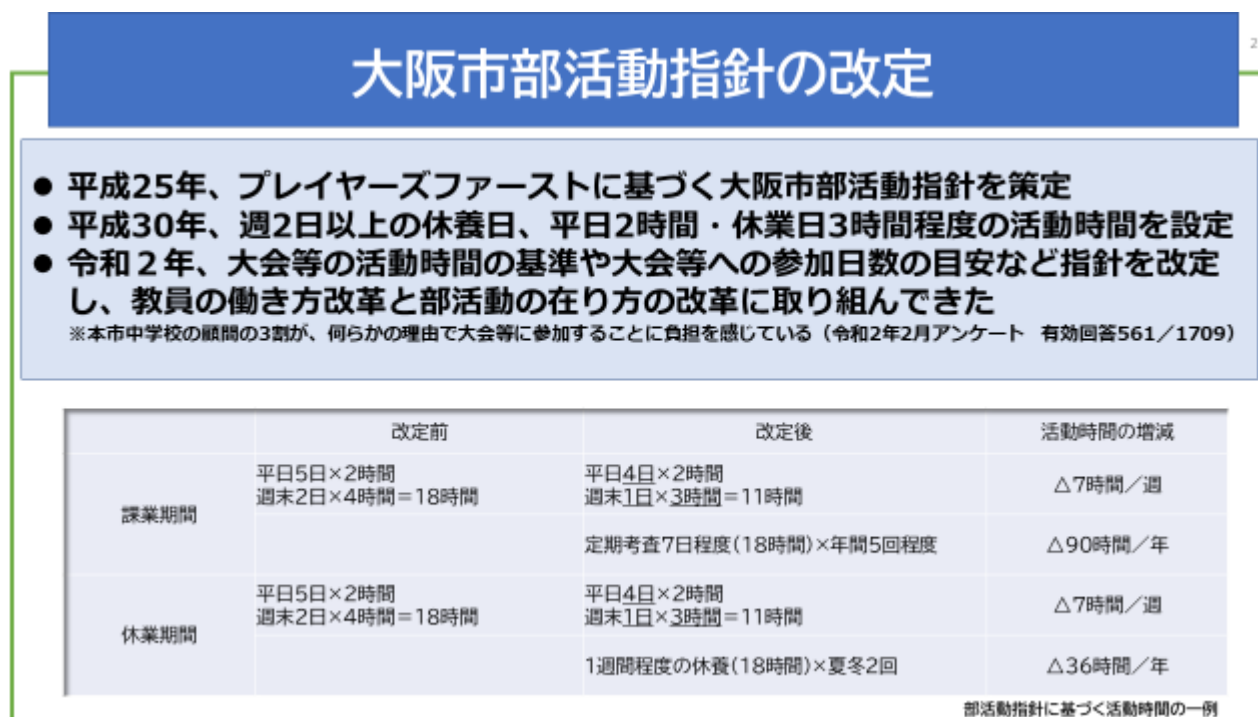 2
大阪市部活動指針の改定
● 平成25年、プレイヤーズファーストに基づく大阪市部活動指針を策定
● 平成30年、週2日以上の休養日、平日2時間・休業日3時間程度の活動時間を設定
● 令和２年、大会等の活動時間の基準や大会等への参加日数の目安など指針を改定
し、教員の働き方改革と部活動の在り方の改革に取り組んできた
※本市中学校の顧問の3割が、何らかの理由で大会等に参加することに負担を感じている（令和2年2月アンケート 有効回答561／1709）
改定前 改定後 活動時間の増減
課業期間
平日5日×2時間
週末2日×4時間＝18時間
平日4日×2時間
週末1日×3時間＝11時間
△7時間／週
定期考査7日程度(18時間)×年間5回程度
△90時間／年
休業期間
平日5日×2時間
週末2日×4時間＝18時間
平日4日×2時間
週末1日×3時間＝11時間
△7時間／週
1週間程度の休養(18時間)×夏冬2回
△36時間／年
部活動指針に基づく活動時間の一例